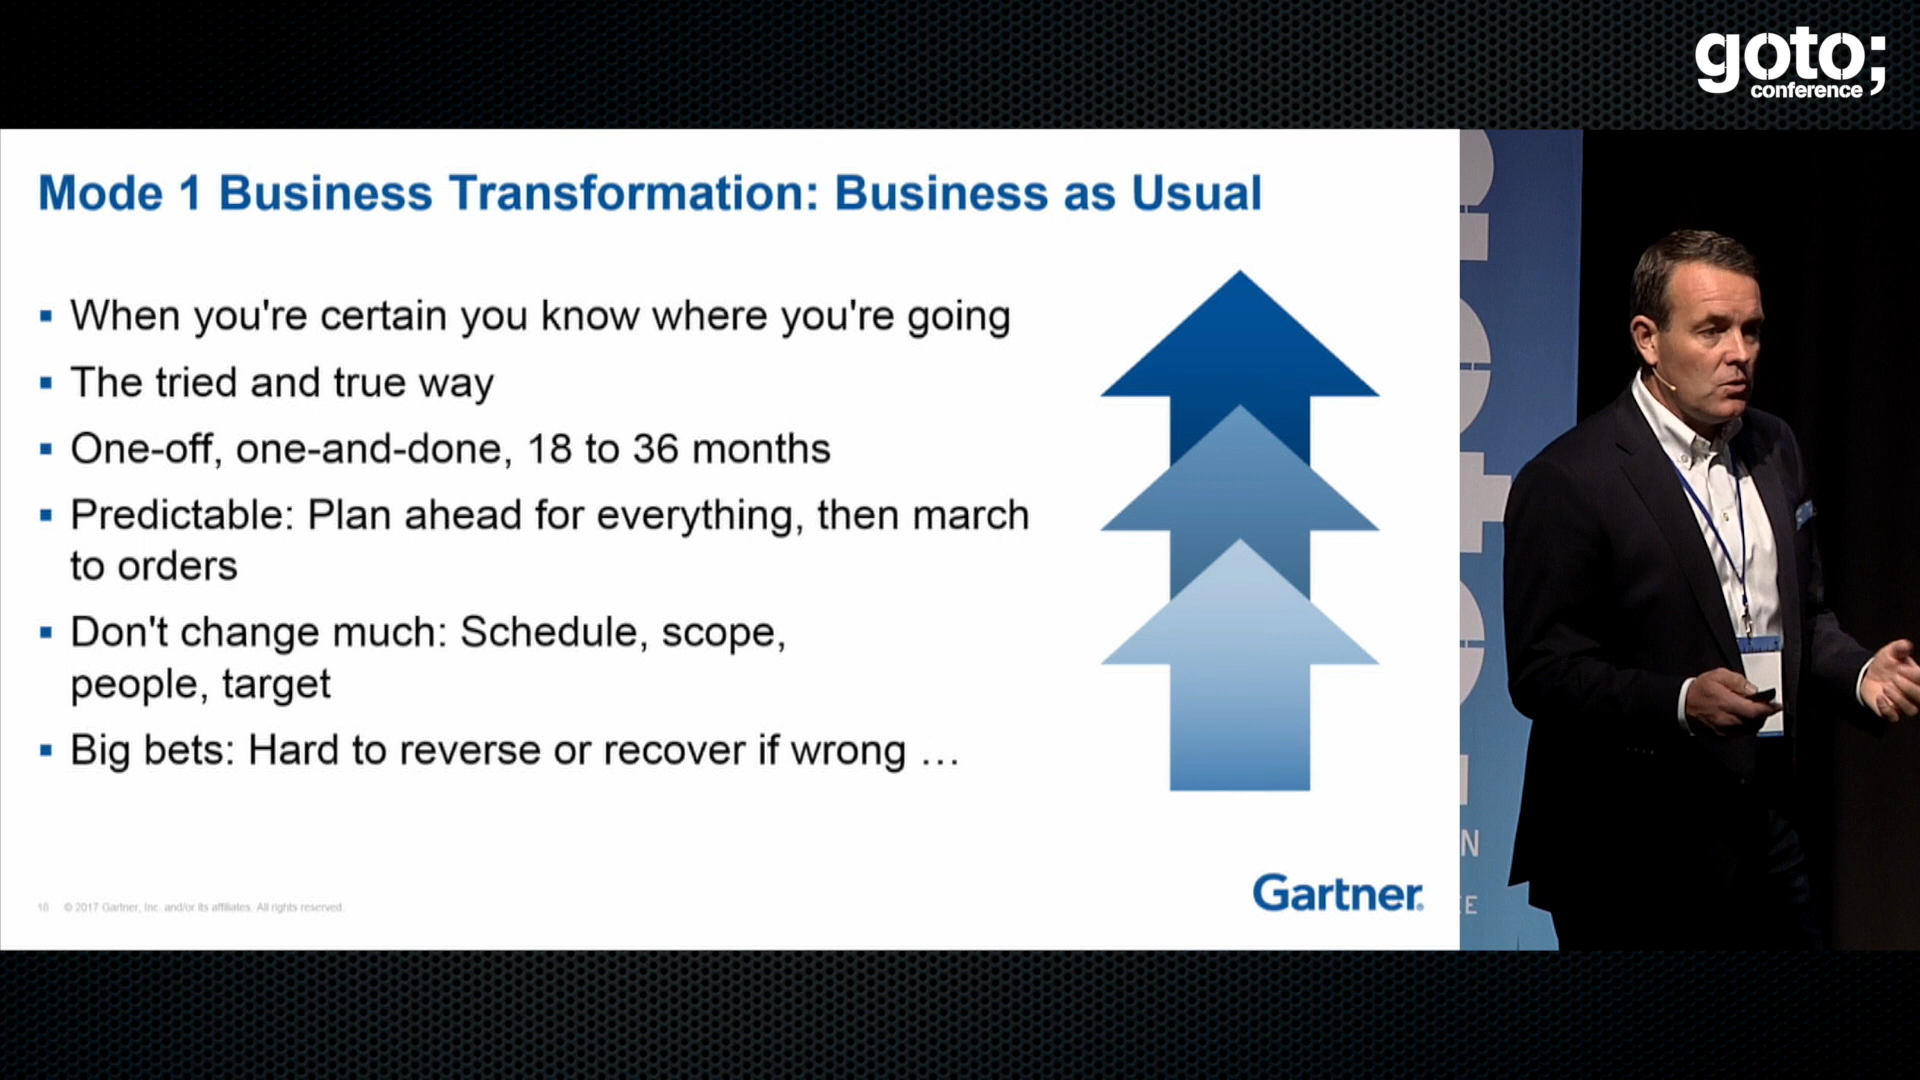 goto;
conference
Mode 1 Business Transformation: Business as Usual
▪ When you're certain you know where you're going
▪ The tried and true way
▪ One-off, one-and-done, 18 to 36 months
▪ Predictable: Plan ahead for everything, then march
to orders
▪ Don't change much: Schedule, scope,
people, target
▪ Big bets: Hard to reverse or recover if wrong …
© 2017 Gartner, Inc. and/or its affiliates. All rights reserved.
Gartner®
N
E